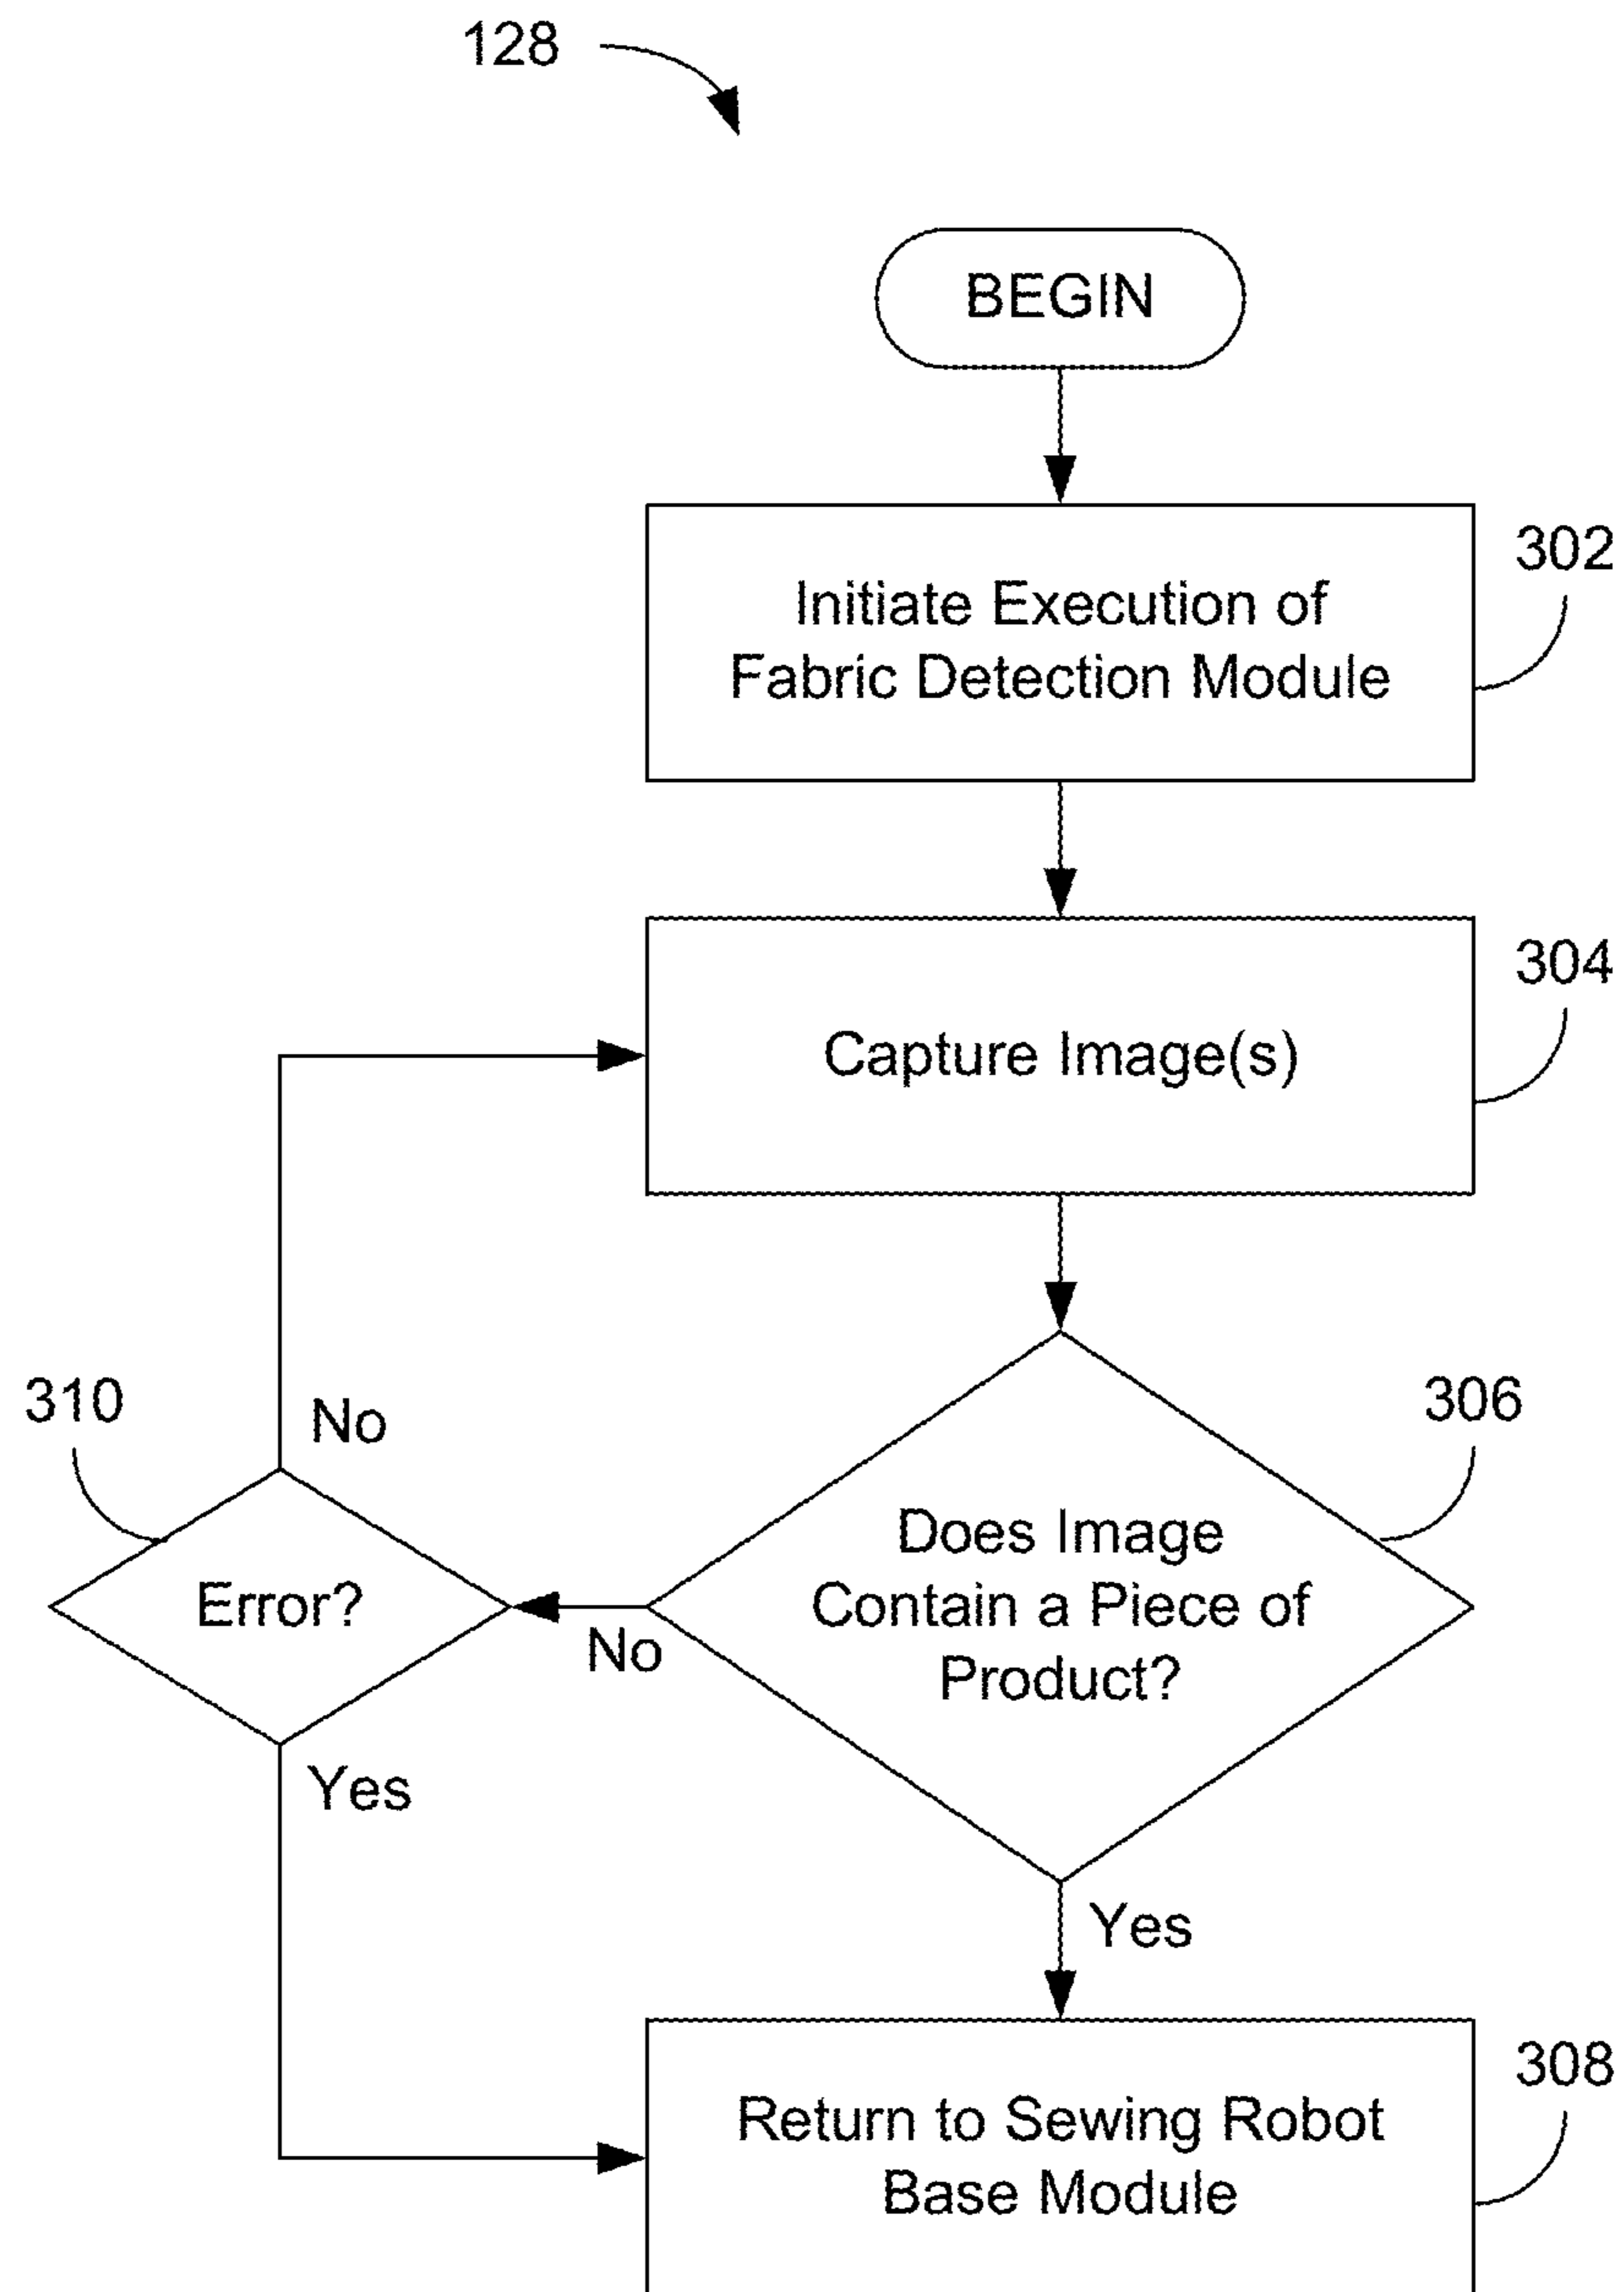 128
BEGIN
302
Initiate Execution of
Fabric Detection Module
304
Capture Image(s)
310
No
306
Does Image
Contain a Piece of
Product?
Error?
No
Yes
Yes
308
Return to Sewing Robot
Base Module